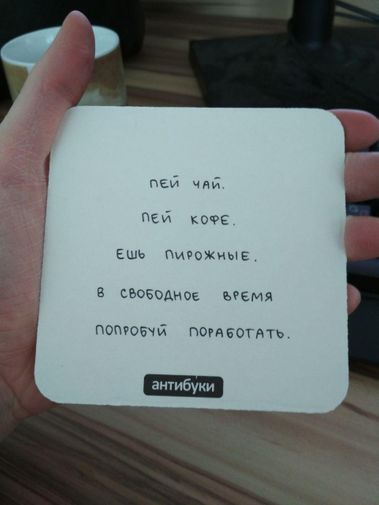 ПЕЙ ЧАЙ.
ПЕЙ КОФЕ.
ЕШЬ ПИРОЖНЫЕ.
В СВОБОДНОЕ ВРЕМЯ
ПОПРОБУЙ ПОРАБОТАТЬ.
антибуки